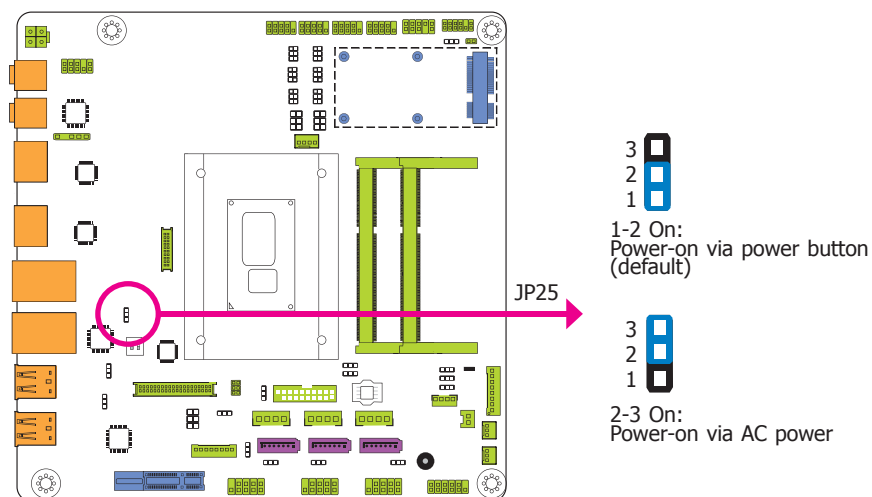 JP25
3
2
1
1-2 On:
Power-on via power button
(default)
3
2
1
2-3 On:
Power-on via AC power